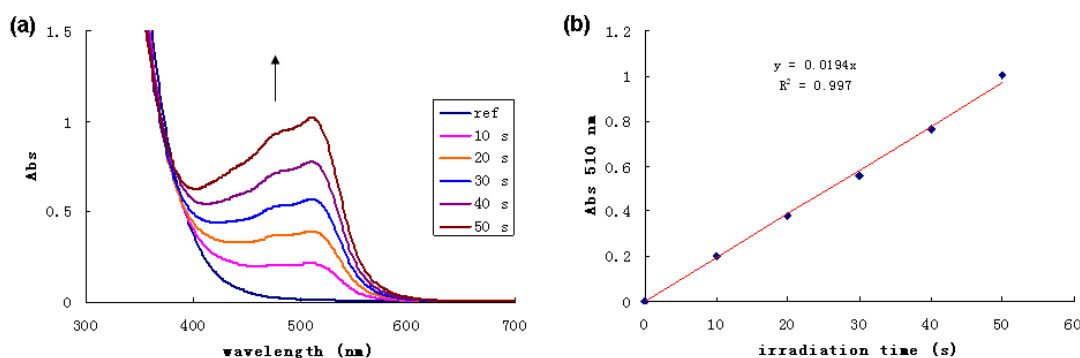 (a)
1.5
1
0.5
0
Abs
300
400
500
600
700
wavelength (nm)
ref
10 s
20 s
30 s
40 s
50 s
(b)
1.2
1
0.8
0.6
0.4
0.2
0
Abs 510 nm
y = 0.0194x
R² = 0.997
0
10
20
30
40
50
60
irradiation time (s)